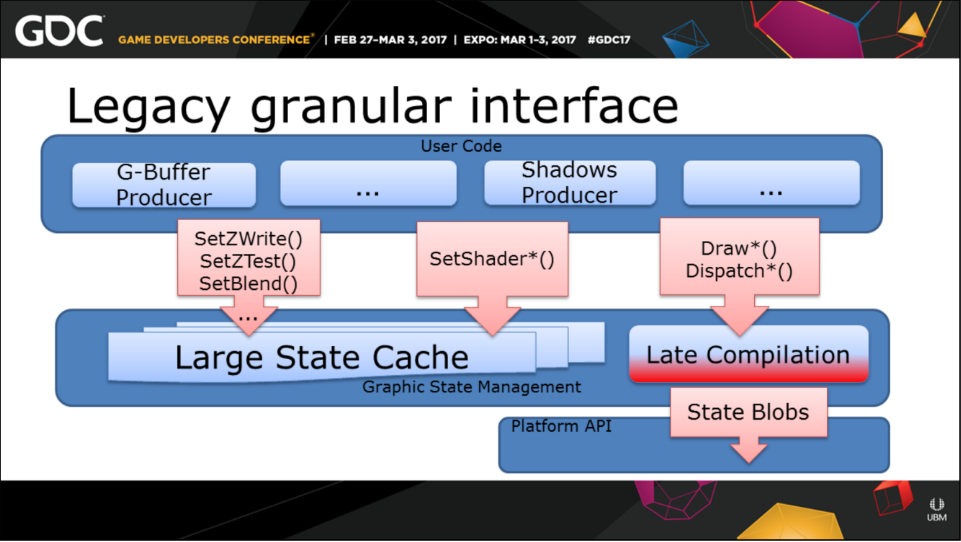 GDC
GAME DEVELOPERS CONFERENCE® | FEB 27–MAR 3, 2017 | EXPO: MAR 1–3, 2017 #GDC17
Legacy granular interface
User Code
G-Buffer
Producer
...
Shadows
Producer
...
SetZWrite()
SetZTest()
SetBlend()
...
SetShader*()
Draw*()
Dispatch*()
Large State Cache
Late Compilation
Graphic State Management
State Blobs
Platform API
UBM